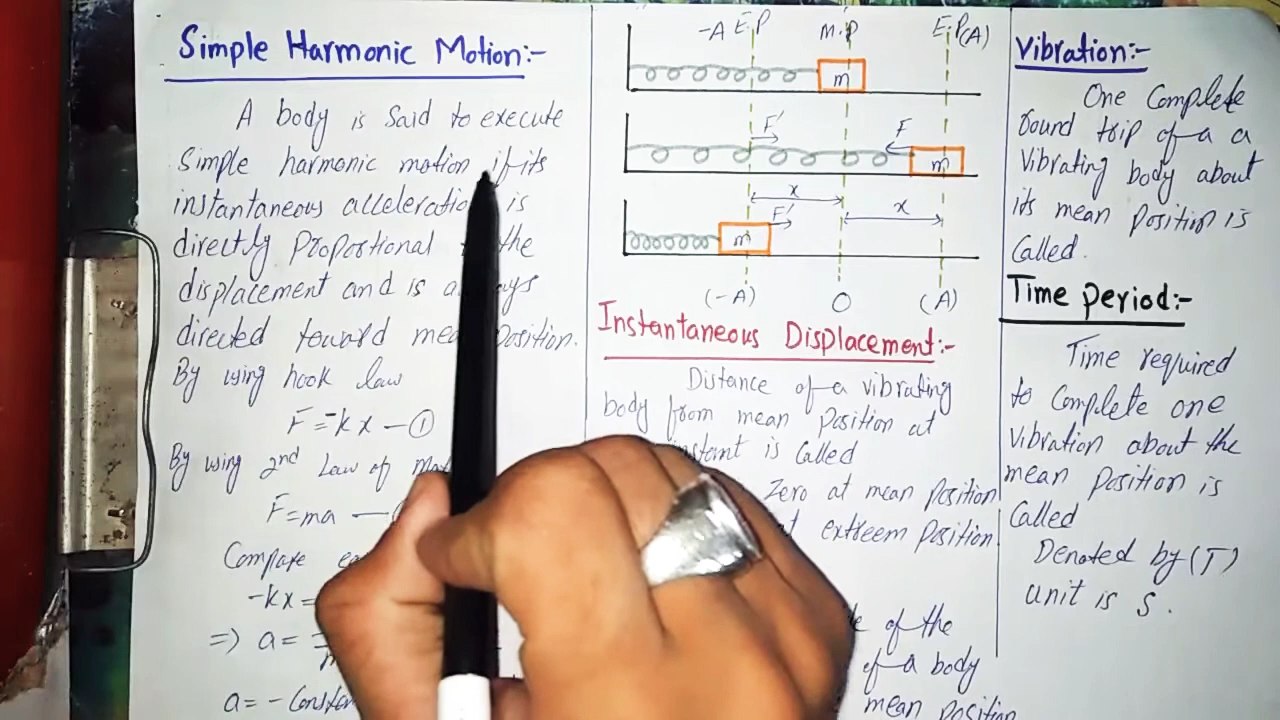 Simple Harmonic Motion:-
A body is said to execute
Simple harmonic motion if its
instantaneous is
directly proportional the
displacement and is
directed toward position.
By using hook law
F=-kx — ①
By using 2nd Law of
F=ma —
Compare
-kx=
=> a=
a= -
-A E.P M.P E.P(A)
m
F' F
m
x
F' x
m
(-A) O (A)
Instantaneous Displacement:-
Distance of a vibrating
body from mean position at
is called
Zero at mean position
extreem position.
of the
of a body
mean position
Vibration:-
One Complete
round trip of a a
vibrating body about
its mean position is
called.
Time period:-
Time required
to complete one
vibration about the
mean position is
called
Denoted by (T)
unit is s.